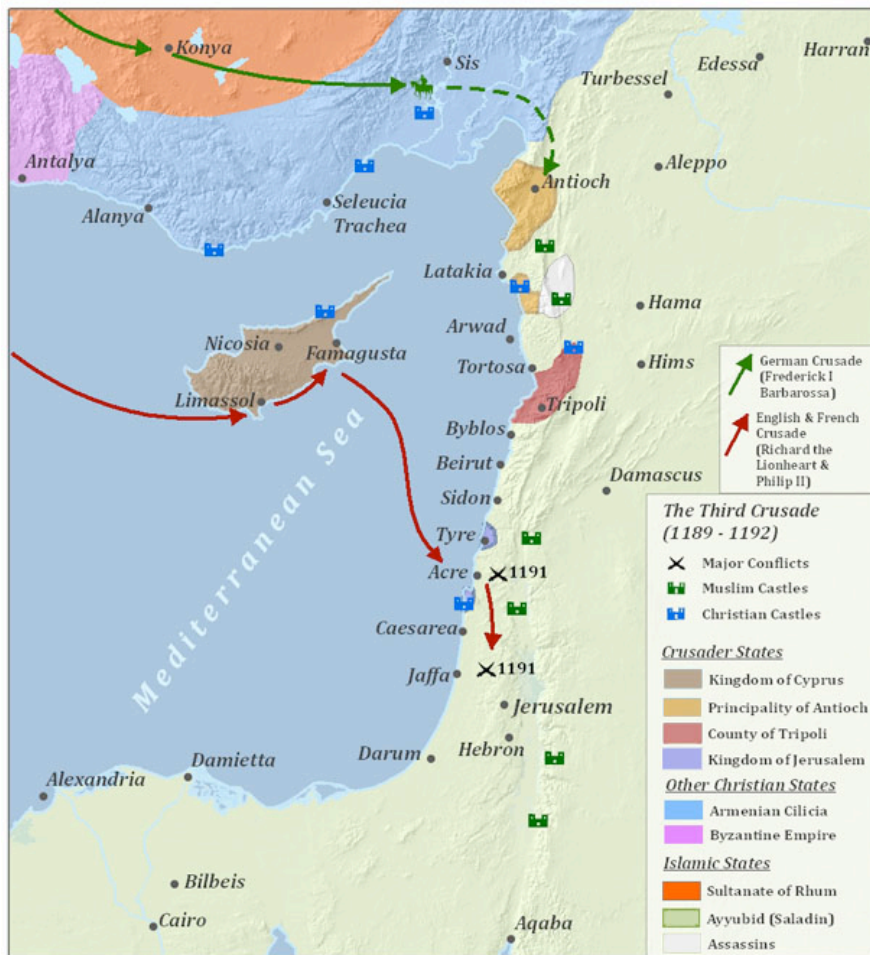 Konya
Sis
Harran
Edessa
Turbessel
Antalya
Aleppo
Antioch
Alanya
Seleucia
Trachea
Latakia
Hama
Arwad
Nicosia
Famagusta
Hims
Tortosa
Limassol
Tripoli
Byblos
Beirut
Damascus
Sidon
Mediterranean Sea
Tyre
Acre
1191
Caesarea
Jaffa
1191
Jerusalem
Hebron
Darum
Damietta
Alexandria
Bilbeis
Cairo
Aqaba
German Crusade
(Frederick I
Barbarossa)
English & French
Crusade
(Richard the
Lionheart &
Philip II)
The Third Crusade
(1189 - 1192)
Major Conflicts
Muslim Castles
Christian Castles
Crusader States
Kingdom of Cyprus
Principality of Antioch
County of Tripoli
Kingdom of Jerusalem
Other Christian States
Armenian Cilicia
Byzantine Empire
Islamic States
Sultanate of Rhum
Ayyubid (Saladin)
Assassins